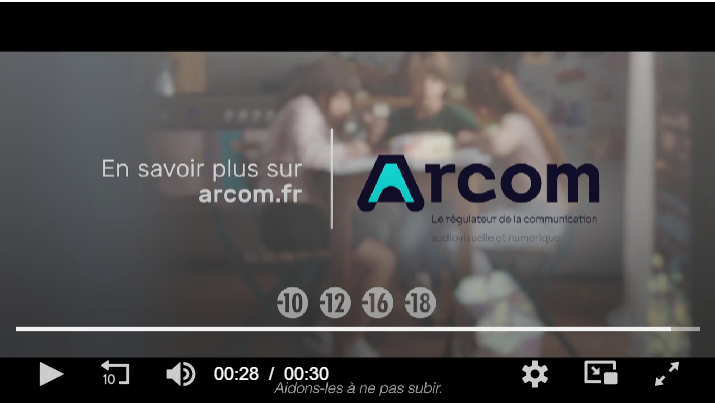 En savoir plus sur
arcom.fr
Arcom
Le régulateur de la communication
audiovisuelle et numérique
-10 -12 -16 -18
10
00:28 / 00:30
Aidons-les à ne pas subir.